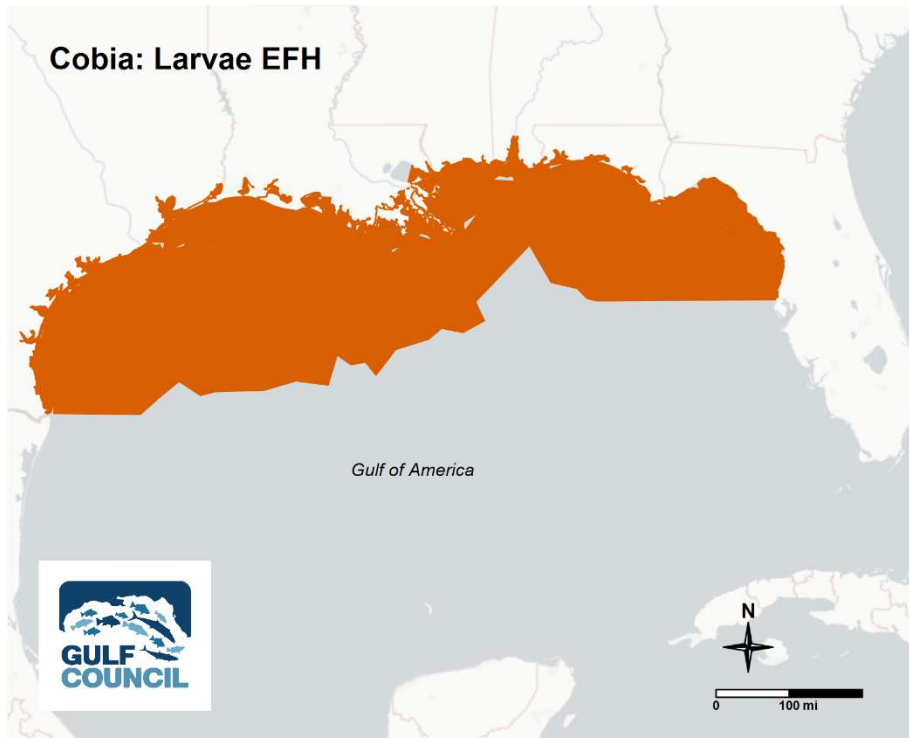 Cobia: Larvae EFH
Gulf of America
GULF
COUNCIL
N
0 100 mi